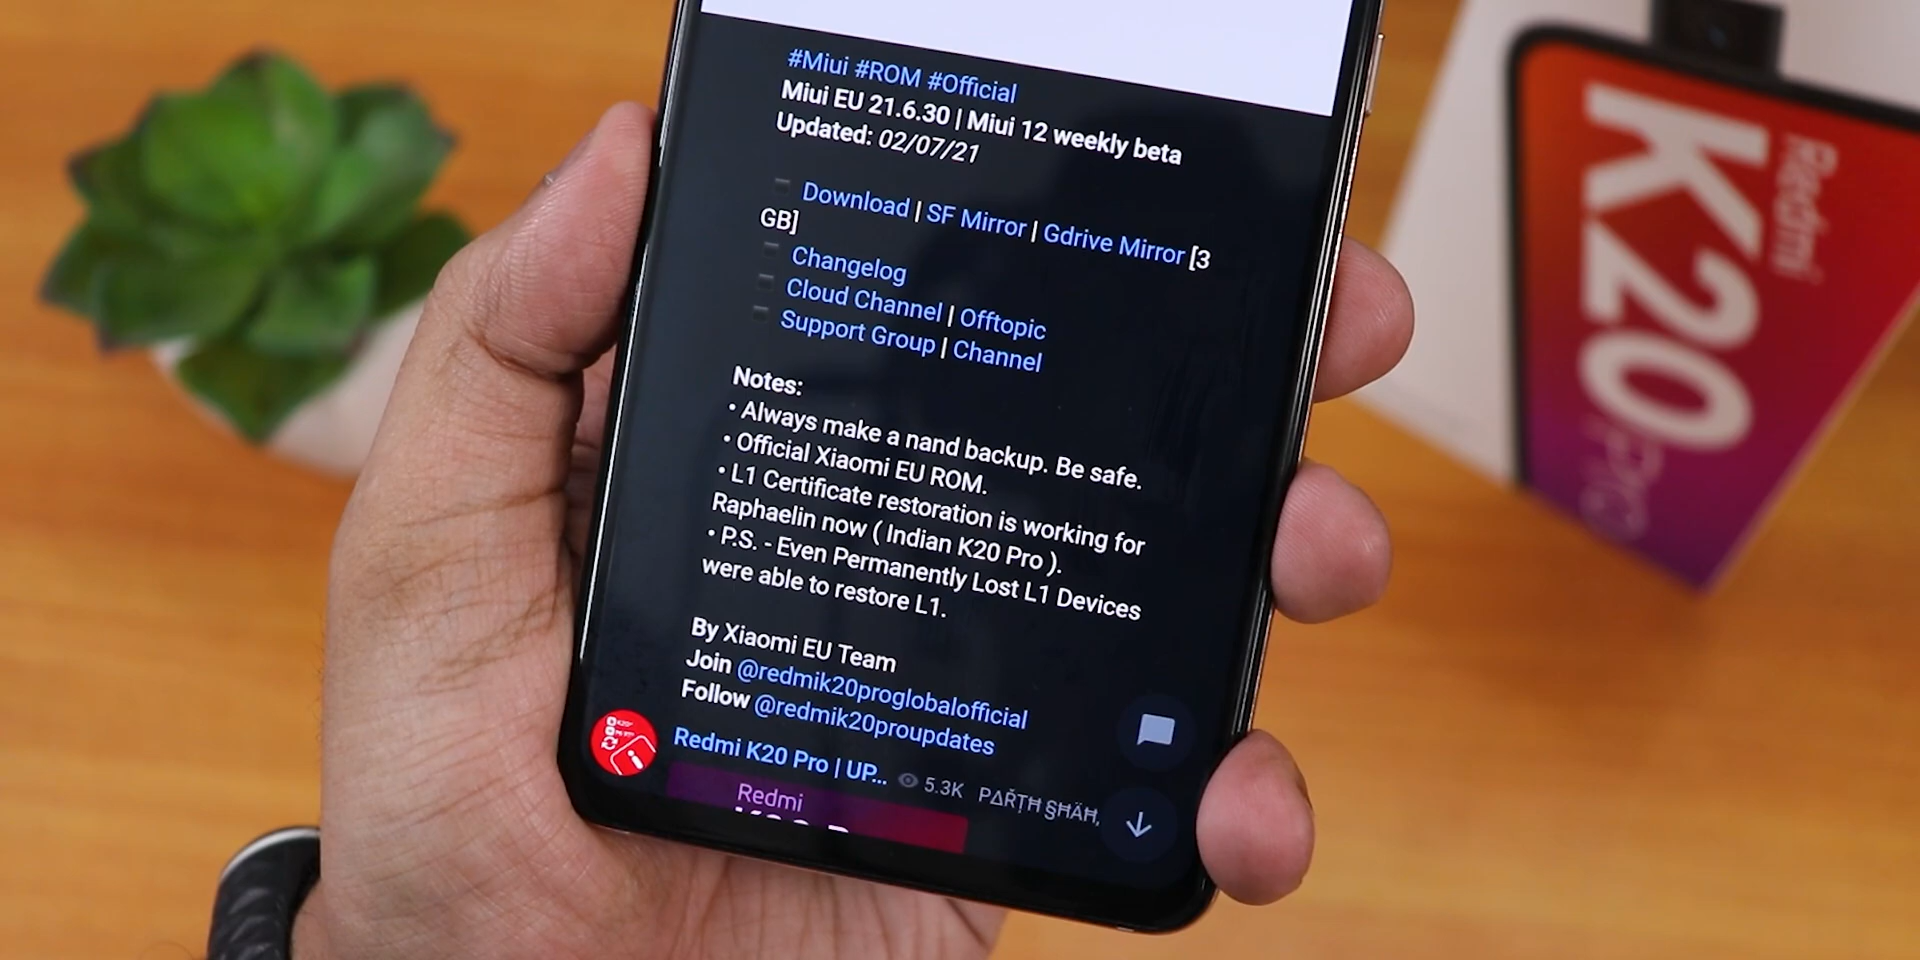 #Miui #ROM #Official
Miui EU 21.6.30 | Miui 12 weekly beta
Updated: 02/07/21
Download | SF Mirror | Gdrive Mirror [3
GB]
Changelog
Cloud Channel | Offtopic
Support Group | Channel
Notes:
• Always make a nand backup. Be safe.
• Official Xiaomi EU ROM.
• L1 Certificate restoration is working for
Raphaelin now ( Indian K20 Pro ).
• P.S. - Even Permanently Lost L1 Devices
were able to restore L1.
By Xiaomi EU Team
Join @redmik20proglobalofficial
Follow @redmik20proupdates
Redmi K20 Pro | UP... 5.3K PΔŘŢĦ §ĦÄĦ,
Redmi
Redmi
K20
Pro